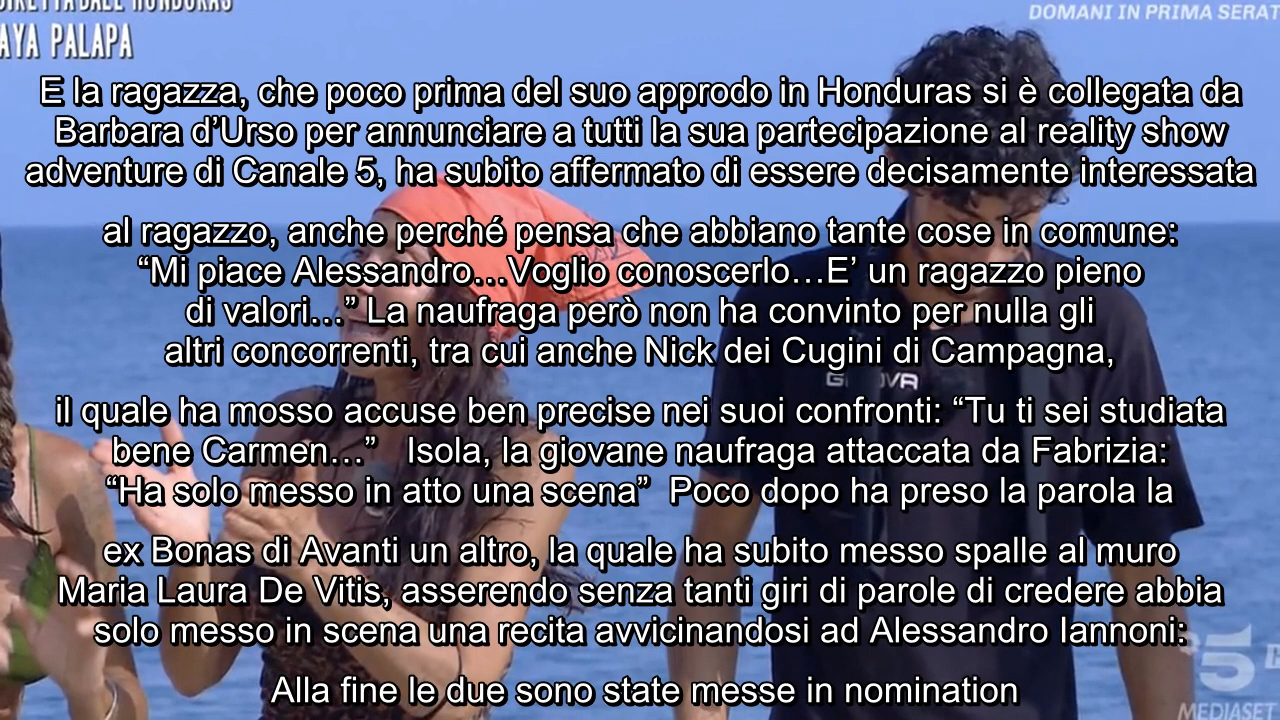 DIRETTA DALL'HONDURAS
PALAPA
DOMANI IN PRIMA
E la ragazza, che poco prima del suo approdo in Honduras si è collegata da
Barbara d’Urso per annunciare a tutti la sua partecipazione al reality show
adventure di Canale 5, ha subito affermato di essere decisamente interessata
al ragazzo, anche perché pensa che abbiano tante cose in comune:
“Mi piace Alessandro…Voglio conoscerlo…E’ un ragazzo pieno
di valori…” La naufraga però non ha convinto per nulla gli
altri concorrenti, tra cui anche Nick dei Cugini di Campagna,
il quale ha mosso accuse ben precise nei suoi confronti: “Tu ti sei studiata
bene Carmen…”   Isola, la giovane naufraga attaccata da Fabrizia:
“Ha solo messo in atto una scena”  Poco dopo ha preso la parola la
ex Bonas di Avanti un altro, la quale ha subito messo spalle al muro
Maria Laura De Vitis, asserendo senza tanti giri di parole di credere abbia
solo messo in scena una recita avvicinandosi ad Alessandro Iannoni:
Alla fine le due sono state messe in nomination
5
MEDIASET